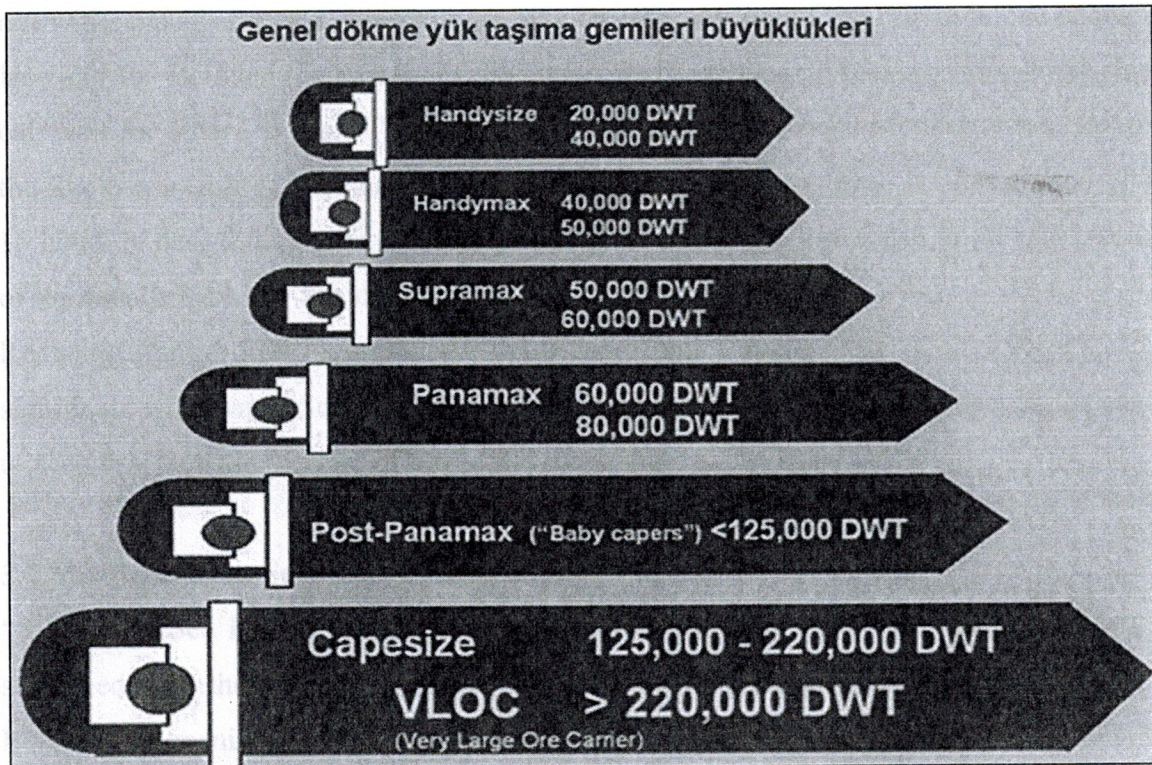 Genel dökme yük taşıma gemileri büyüklükleri
Handysize 20,000 DWT
40,000 DWT
Handymax 40,000 DWT
50,000 DWT
Supramax 50,000 DWT
60,000 DWT
Panamax 60,000 DWT
80,000 DWT
Post-Panamax ("Baby capers") <125,000 DWT
Capesize 125,000 - 220,000 DWT
VLOC > 220,000 DWT
(Very Large Ore Carrier)